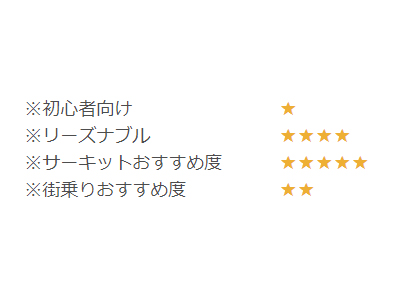 ※初心者向け ★
※リーズナブル ★★★★
※サーキットおすすめ度 ★★★★★
※街乗りおすすめ度 ★★